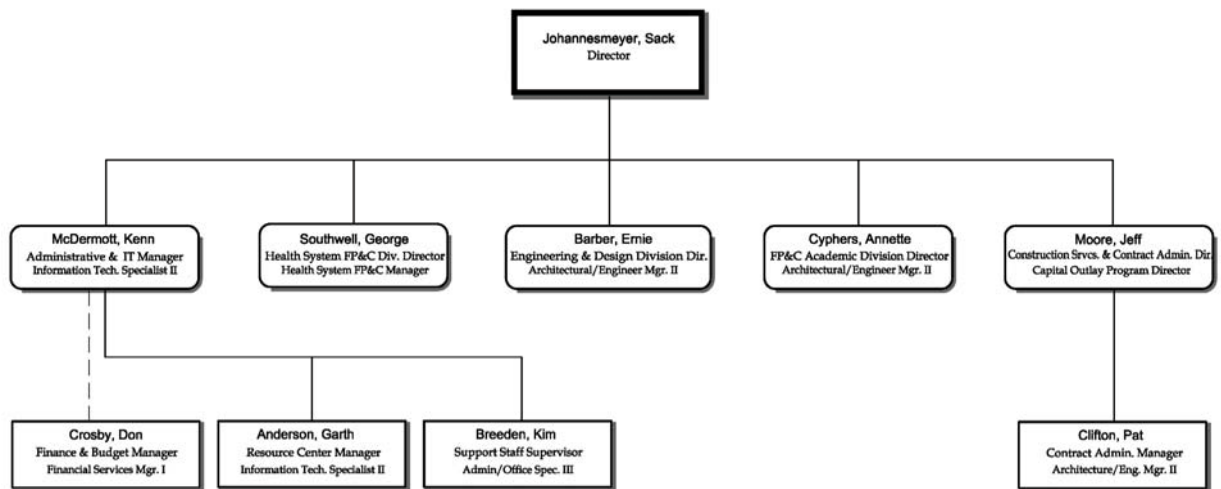 Johannesmeyer, Sack
Director
McDermott, Kenn
Administrative & IT Manager
Information Tech. Specialist II
Southwell, George
Health System FP&C Div. Director
Health System FP&C Manager
Barber, Ernie
Engineering & Design Division Dir.
Architectural/Engineer Mgr. II
Cyphers, Annette
FP&C Academic Division Director
Architectural/Engineer Mgr. II
Moore, Jeff
Construction Srvcs. & Contract Admin. Dir.
Capital Outlay Program Director
Crosby, Don
Finance & Budget Manager
Financial Services Mgr. I
Anderson, Garth
Resource Center Manager
Information Tech. Specialist II
Breeden, Kim
Support Staff Supervisor
Admin/Office Spec. III
Clifton, Pat
Contract Admin. Manager
Architecture/Eng. Mgr. II